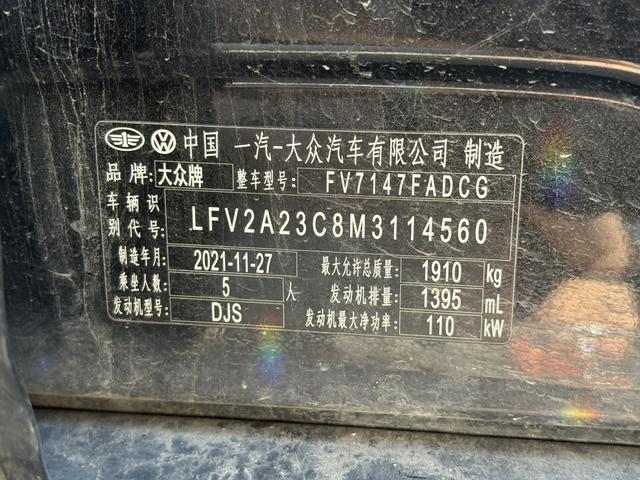 中国 一汽-大众汽车有限公司 制造
品牌: 大众牌 整车型号: FV7147FADCG
车辆识别代号: LFV2A23C8M3114560
制造年月: 2021-11-27 最大允许总质量: 1910 kg
乘坐人数: 5 人 发动机排量: 1395 mL
发动机型号: DJS 发动机最大净功率: 110 kW